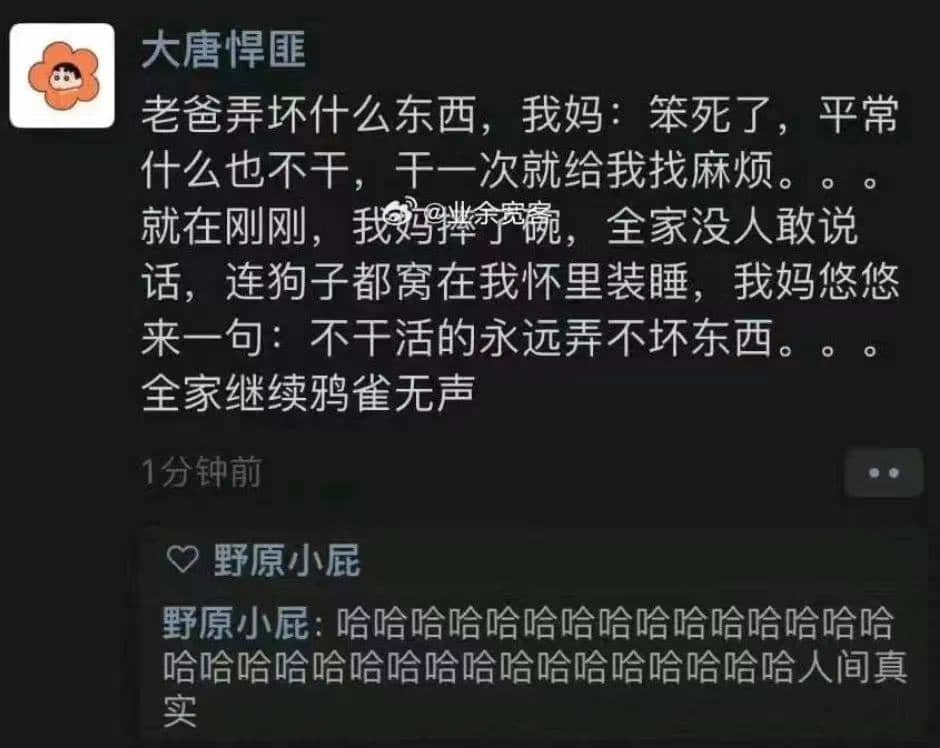 大唐悍匪
老爸弄坏什么东西，我妈：笨死了，平常
什么也不干，干一次就给我找麻烦。。。
就在刚刚，我妈摔了碗，全家没人敢说
@业余宽客
话，连狗子都窝在我怀里装睡，我妈悠悠
来一句：不干活的永远弄不坏东西。。。
全家继续鸦雀无声
1分钟前
野原小屁
野原小屁：哈哈哈哈哈哈哈哈哈哈哈哈哈哈哈
哈哈哈哈哈哈哈哈哈哈哈哈哈哈哈哈哈人间真
实